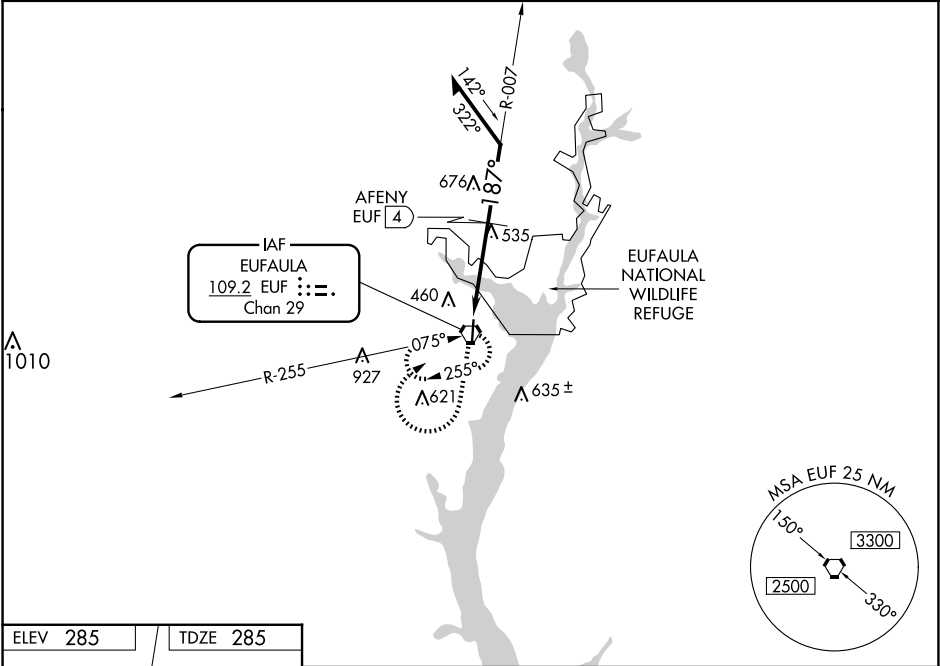 R-007
142°
322°
676
187°
AFENY
EUF 4
535
IAF
EUFAULA
109.2 EUF
Chan 29
EUFAULA
NATIONAL
WILDLIFE
REFUGE
460
075°
1010
R-255
927
255°
621
635 ±
MSA EUF 25 NM
150°
3300
2500
330°
ELEV 285
TDZE 285